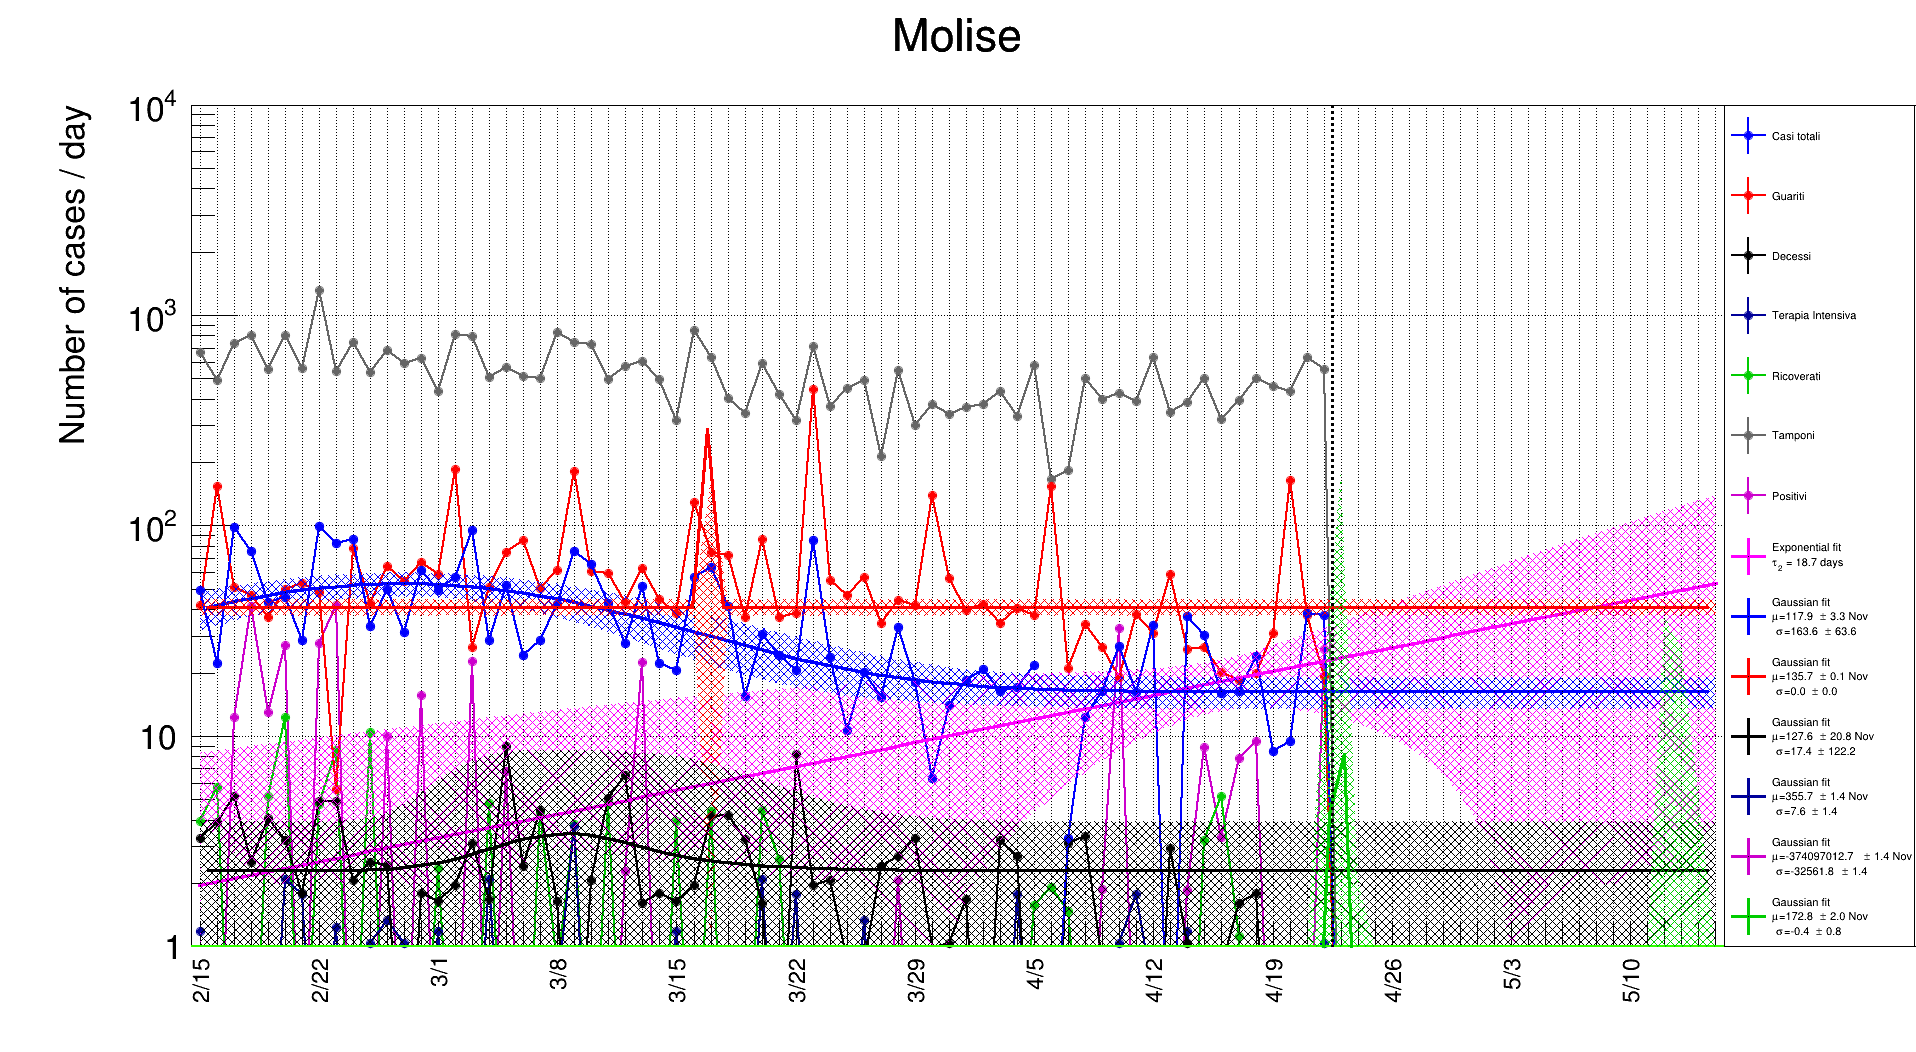 Molise
Number of cases / day
10^4
10^3
10^2
10
1
2/15
2/22
3/1
3/8
3/15
3/22
3/29
4/5
4/12
4/19
4/26
5/3
5/10
Casi totali
Guariti
Decessi
Terapia Intensiva
Ricoverati
Tamponi
Positivi
Exponential fit
τ_2 = 18.7 days
Gaussian fit
μ=117.9 ± 3.3 Nov
σ=163.6 ± 63.6
Gaussian fit
μ=135.7 ± 0.1 Nov
σ=0.0 ± 0.0
Gaussian fit
μ=127.6 ± 20.8 Nov
σ=17.4 ± 122.2
Gaussian fit
μ=355.7 ± 1.4 Nov
σ=7.6 ± 1.4
Gaussian fit
μ=-374097012.7 ± 1.4 Nov
σ=-32561.8 ± 1.4
Gaussian fit
μ=172.8 ± 2.0 Nov
σ=-0.4 ± 0.8